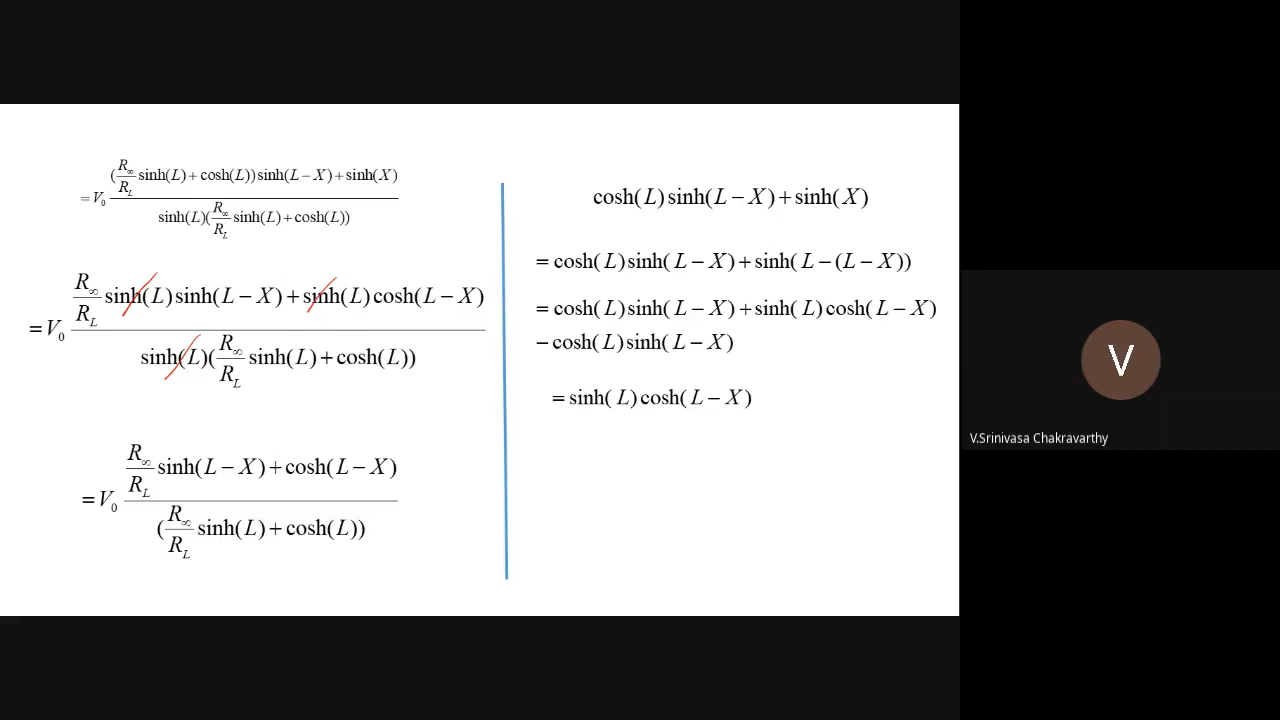 = V₀ ((R∞/R_L) sinh(L) + cosh(L)) sinh(L − X) + sinh(X) / sinh(L)((R∞/R_L) sinh(L) + cosh(L))
= V₀ (R∞/R_L) sinh(L) sinh(L − X) + sinh(L) cosh(L − X) / sinh(L)((R∞/R_L) sinh(L) + cosh(L))
= V₀ (R∞/R_L) sinh(L − X) + cosh(L − X) / ((R∞/R_L) sinh(L) + cosh(L))
cosh(L) sinh(L − X) + sinh(X)
= cosh(L) sinh(L − X) + sinh(L − (L − X))
= cosh(L) sinh(L − X) + sinh(L) cosh(L − X)
− cosh(L) sinh(L − X)
= sinh(L) cosh(L − X)
V
V.Srinivasa Chakravarthy